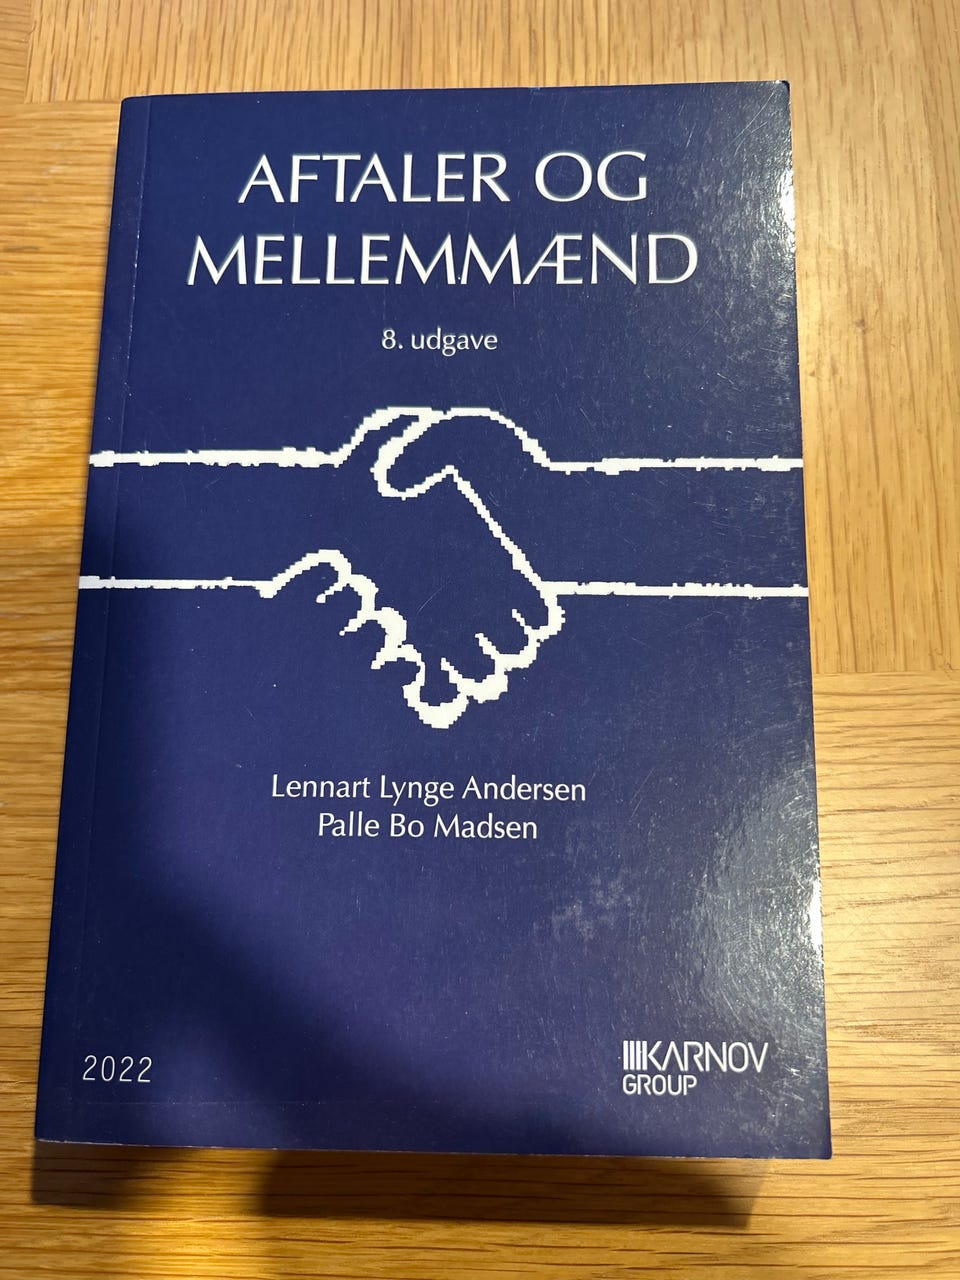 AFTALER OG
MELLEMMÆND
8. udgave
Lennart Lynge Andersen
Palle Bo Madsen
2022
KARNOV
GROUP